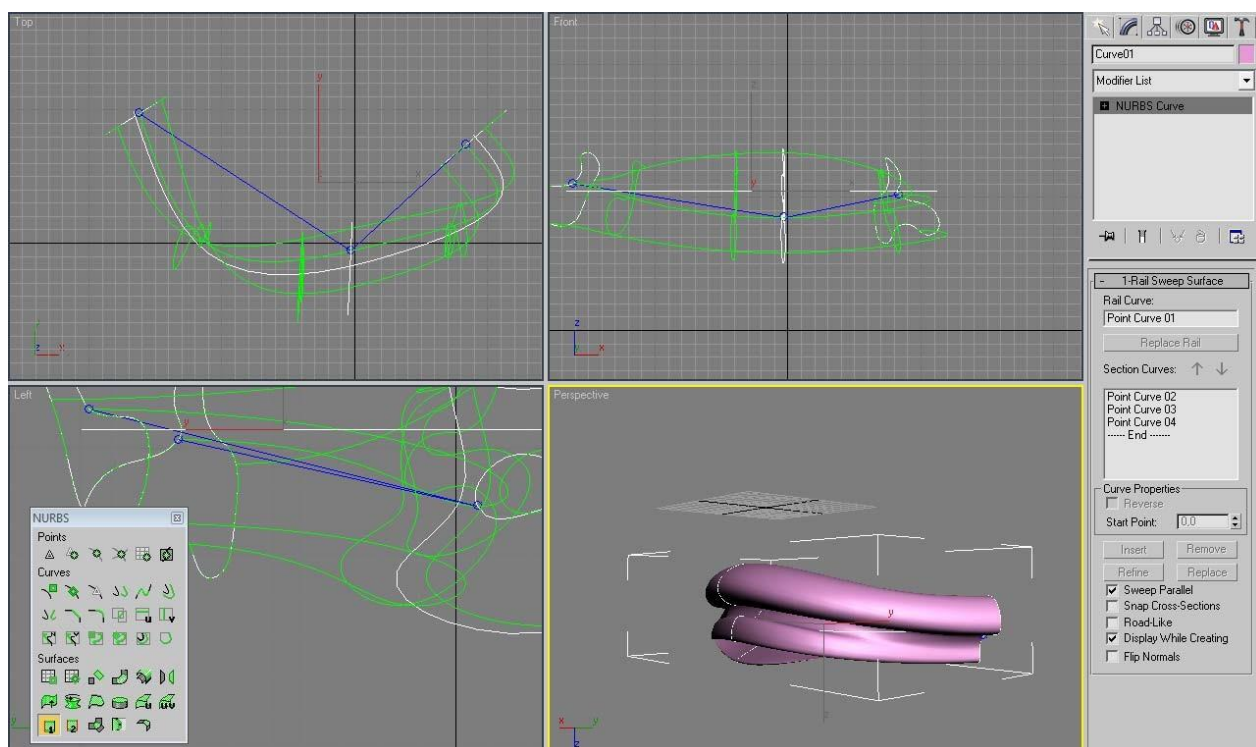 Top
Front
Curve01
Modifier List
NURBS Curve
y
x
z
x
y
x
z
x
Left
Perspective
y
1-Rail Sweep Surface
Rail Curve:
Point Curve 01
Replace Rail
Section Curves:
Point Curve 02
Point Curve 03
Point Curve 04
----- End -------
Curve Properties
Reverse
Start Point: 0,0
Insert Remove
Refine Replace
Sweep Parallel
Snap Cross-Sections
Road-Like
Display While Creating
Flip Normals
NURBS
Points
Curves
Surfaces
y
y
x
y
z